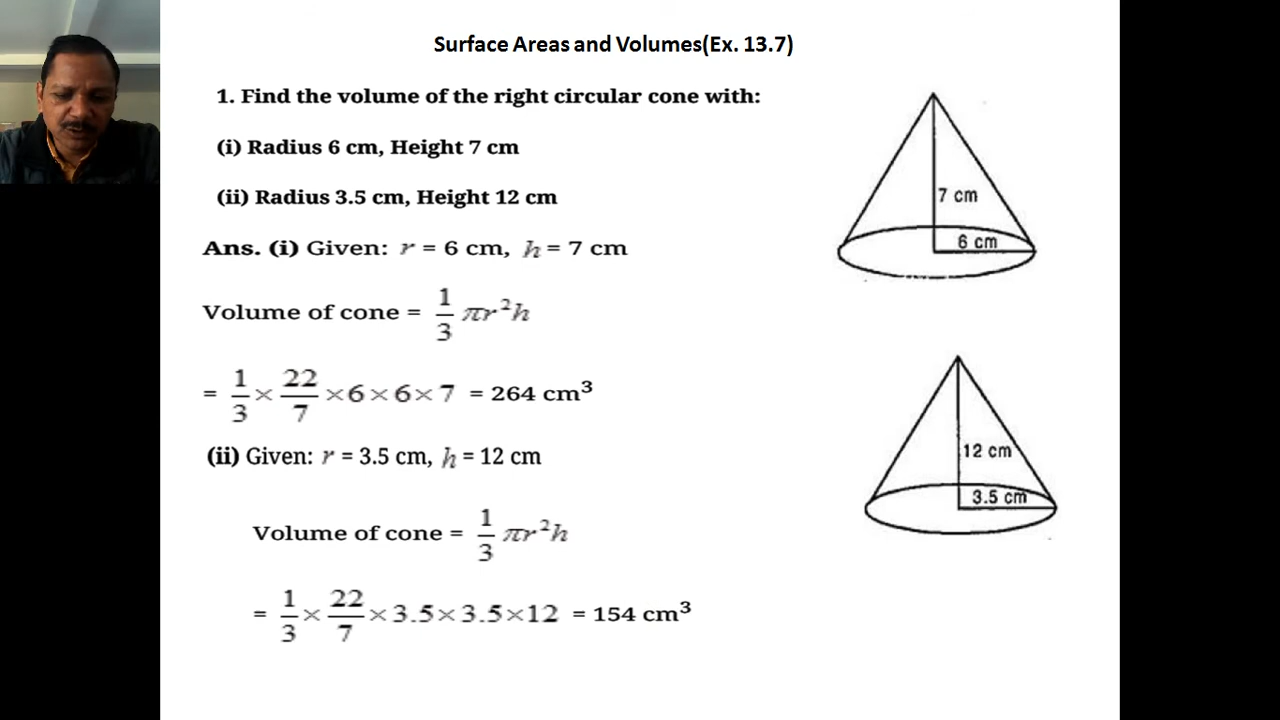 Surface Areas and Volumes(Ex. 13.7)
1. Find the volume of the right circular cone with:
(i) Radius 6 cm, Height 7 cm
(ii) Radius 3.5 cm, Height 12 cm
Ans. (i) Given: r = 6 cm, h = 7 cm
Volume of cone = 1/3 πr²h
= 1/3 × 22/7 ×6×6×7 = 264 cm³
(ii) Given: r = 3.5 cm, h = 12 cm
Volume of cone = 1/3 πr²h
= 1/3 × 22/7 ×3.5×3.5×12 = 154 cm³
7 cm
6 cm
12 cm
3.5 cm